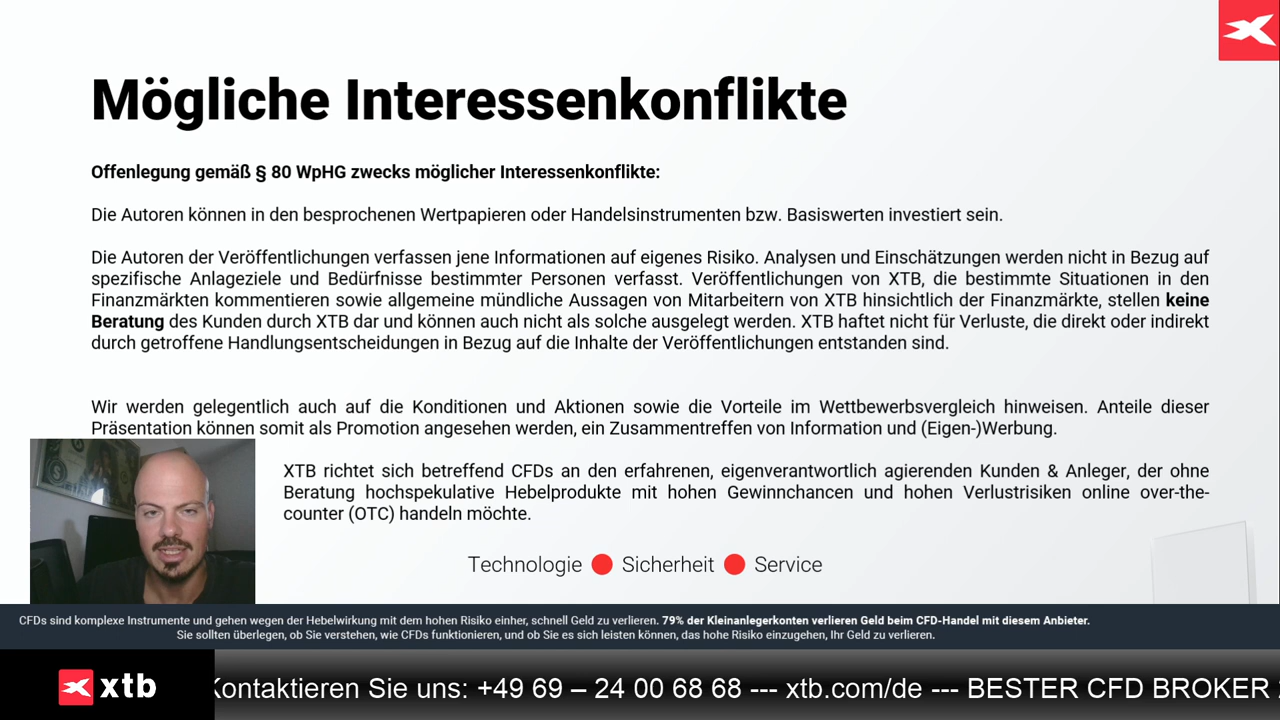 Mögliche Interessenkonflikte
Offenlegung gemäß § 80 WpHG zwecks möglicher Interessenkonflikte:
Die Autoren können in den besprochenen Wertpapieren oder Handelsinstrumenten bzw. Basiswerten investiert sein.
Die Autoren der Veröffentlichungen verfassen jene Informationen auf eigenes Risiko. Analysen und Einschätzungen werden nicht in Bezug auf
spezifische Anlageziele und Bedürfnisse bestimmter Personen verfasst. Veröffentlichungen von XTB, die bestimmte Situationen in den
Finanzmärkten kommentieren sowie allgemeine mündliche Aussagen von Mitarbeitern von XTB hinsichtlich der Finanzmärkte, stellen keine
Beratung des Kunden durch XTB dar und können auch nicht als solche ausgelegt werden. XTB haftet nicht für Verluste, die direkt oder indirekt
durch getroffene Handlungsentscheidungen in Bezug auf die Inhalte der Veröffentlichungen entstanden sind.
Wir werden gelegentlich auch auf die Konditionen und Aktionen sowie die Vorteile im Wettbewerbsvergleich hinweisen. Anteile dieser
Präsentation können somit als Promotion angesehen werden, ein Zusammentreffen von Information und (Eigen-)Werbung.
XTB richtet sich betreffend CFDs an den erfahrenen, eigenverantwortlich agierenden Kunden & Anleger, der ohne
Beratung hochspekulative Hebelprodukte mit hohen Gewinnchancen und hohen Verlustrisiken online over-the-
counter (OTC) handeln möchte.
Technologie Sicherheit Service
CFDs sind komplexe Instrumente und gehen wegen der Hebelwirkung mit dem hohen Risiko einher, schnell Geld zu verlieren. 79% der Kleinanlegerkonten verlieren Geld beim CFD-Handel mit diesem Anbieter.
Sie sollten überlegen, ob Sie verstehen, wie CFDs funktionieren, und ob Sie es sich leisten können, das hohe Risiko einzugehen, Ihr Geld zu verlieren.
xtb Kontaktieren Sie uns: +49 69 – 24 00 68 68 --- xtb.com/de --- BESTER CFD BROKER